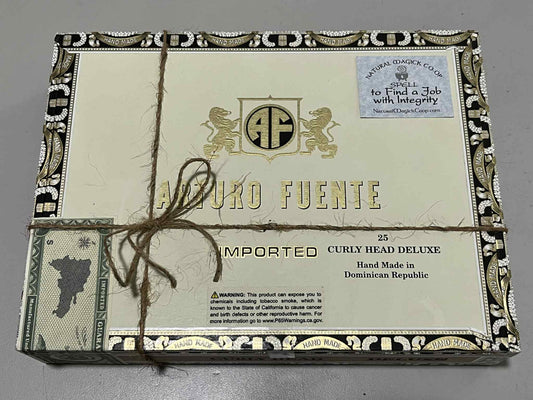 HAND MADE
NATURAL MAGICK CO-OP
SPELL
to Find a Job
with Integrity
NaturalMagickCoop.com
AF
ARTURO FUENTE
IMPORTED
25
CURLY HEAD DELUXE
Hand Made in
Dominican Republic
WARNING: This product can expose you to
chemicals including tobacco smoke, which is
known to the State of California to cause cancer
and birth defects or other reproductive harm. For
more information go to www.P65Warnings.ca.gov.
HAND MADE
HAND MADE
HAND MADE